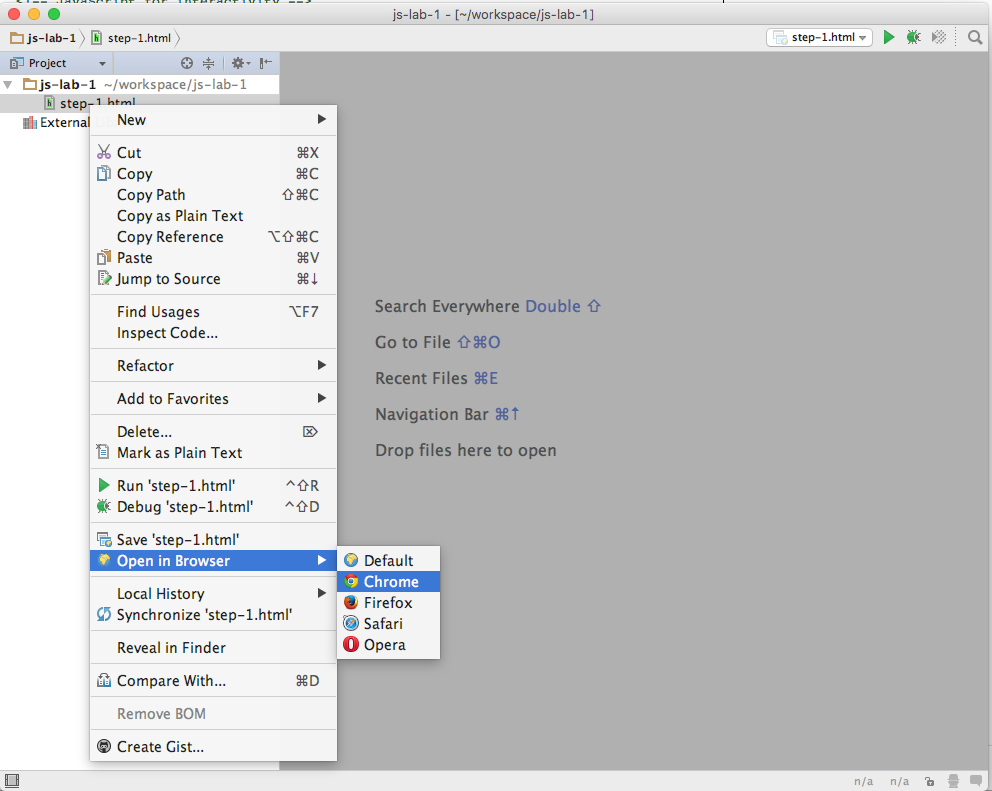 js-lab-1 - [~/workspace/js-lab-1]
js-lab-1 step-1.html step-1.html
Project
js-lab-1 ~/workspace/js-lab-1
step-1.html
External
New
Cut ⌘X
Copy ⌘C
Copy Path ⇧⌘C
Copy as Plain Text
Copy Reference ⌥⇧⌘C
Paste ⌘V
Jump to Source ⌘↓
Find Usages ⌥F7
Inspect Code...
Refactor
Add to Favorites
Delete... ⌦
Mark as Plain Text
Run 'step-1.html' ^⇧R
Debug 'step-1.html' ^⇧D
Save 'step-1.html'
Open in Browser
Local History
Synchronize 'step-1.html'
Reveal in Finder
Compare With... ⌘D
Remove BOM
Create Gist...
Default
Chrome
Firefox
Safari
Opera
Search Everywhere Double ⇧
Go to File ⇧⌘O
Recent Files ⌘E
Navigation Bar ⌘↑
Drop files here to open
n/a n/a